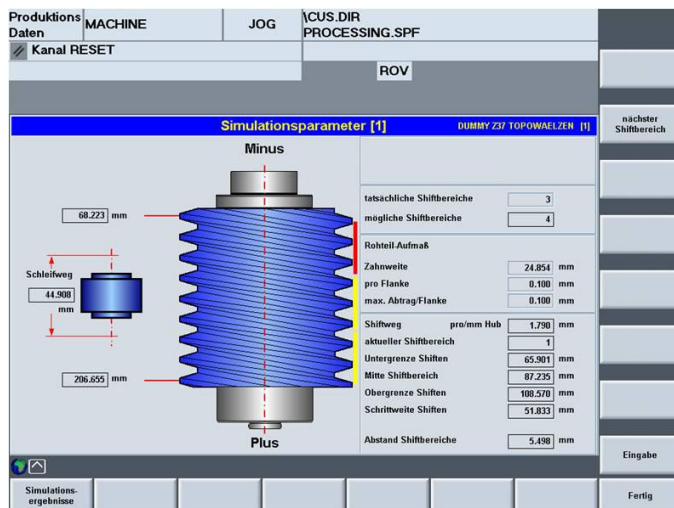 Produktions Daten
MACHINE
JOG
\CUS.DIR
PROCESSING.SPF
Kanal RESET
ROV
nächster
Shiftbereich
Simulationsparameter [1]
DUMMY Z37 TOPOWAELZEN [1]
Minus
68.223 mm
Schleifweg
44.908
mm
206.655 mm
Plus
tatsächliche Shiftbereiche 3
mögliche Shiftbereiche 4
Rohteil-Aufmaß
Zahnweite 24.854 mm
pro Flanke 0.100 mm
max. Abtrag/Flanke 0.100 mm
Shiftweg pro/mm Hub 1.790 mm
aktueller Shiftbereich 1
Untergrenze Shiften 65.901 mm
Mitte Shiftbereich 87.235 mm
Obergrenze Shiften 108.570 mm
Schrittweite Shiften 51.833 mm
Abstand Shiftbereiche 5.498 mm
Eingabe
Simulations-
ergebnisse
Fertig